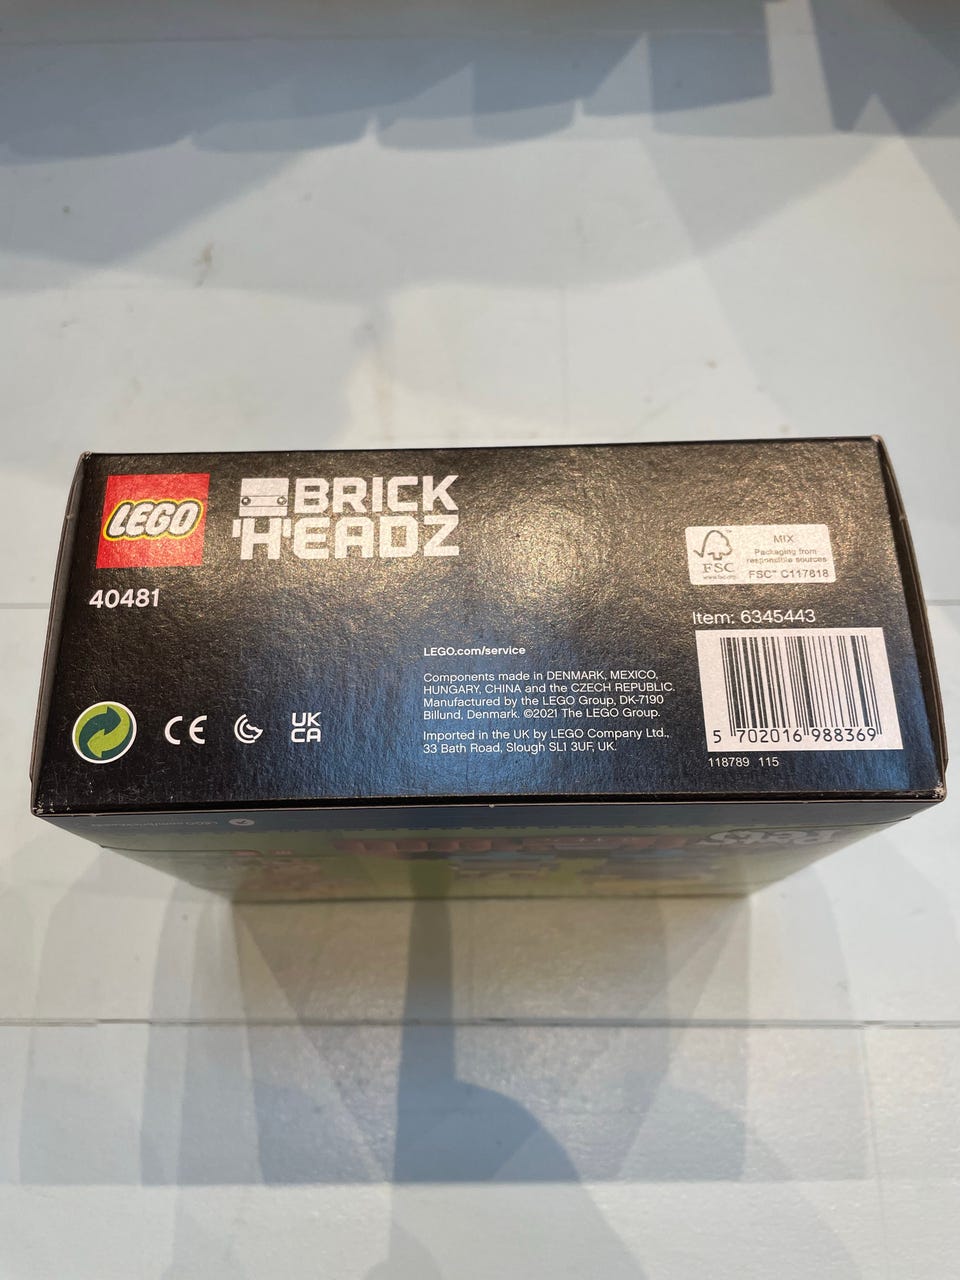 LEGO
BRICK
HEADZ
40481
MIX
Packaging from
responsible sources
FSC
www.fsc.org
FSC™ C117818
Item: 6345443
5 702016 988369
118789 115
LEGO.com/service
Components made in DENMARK, MEXICO,
HUNGARY, CHINA and the CZECH REPUBLIC.
Manufactured by the LEGO Group, DK-7190
Billund, Denmark. ©2021 The LEGO Group.
Imported in the UK by LEGO Company Ltd.,
33 Bath Road, Slough SL1 3UF, UK.
CE
UK
CA